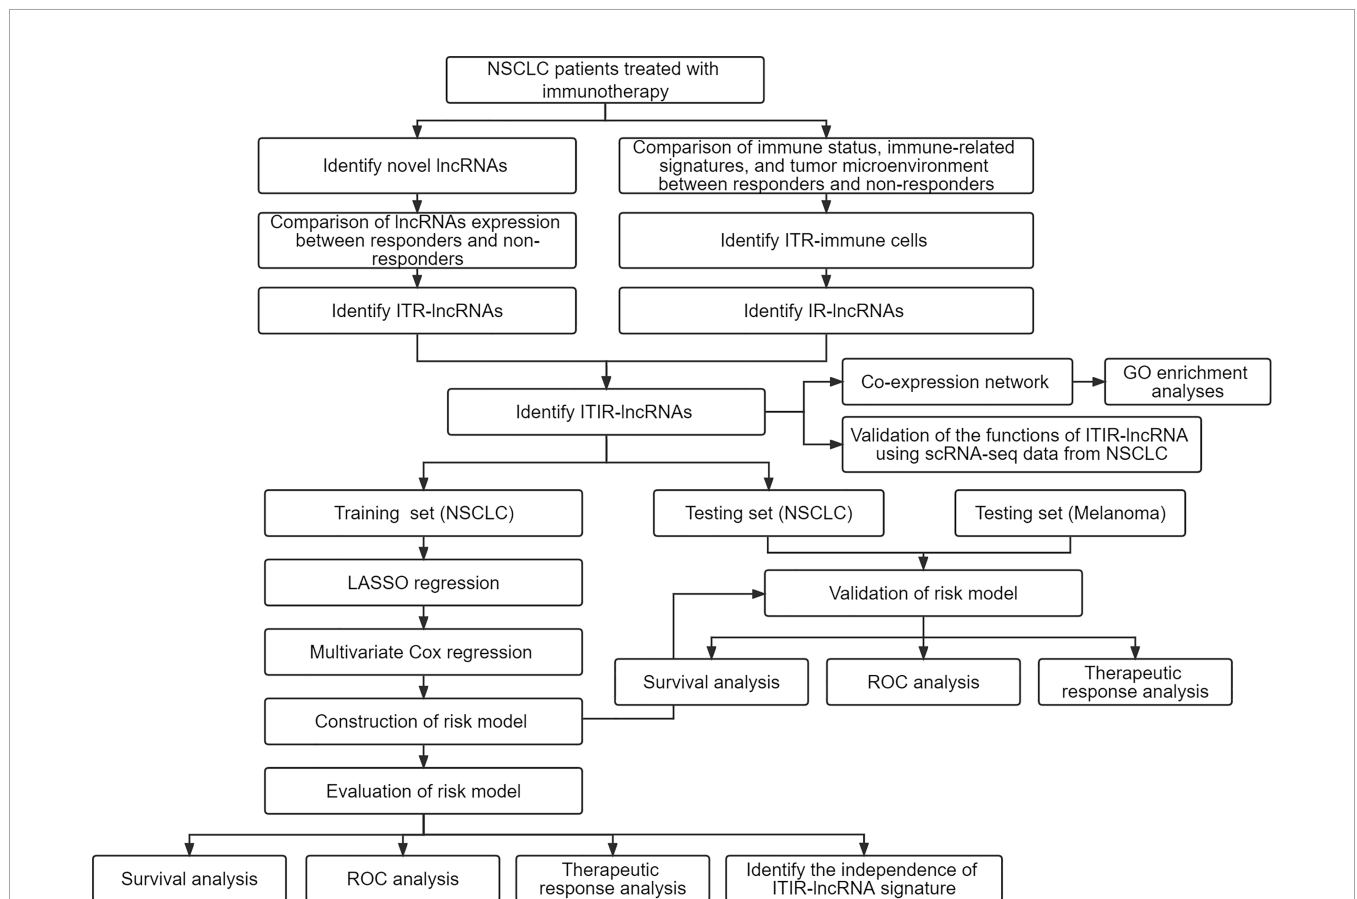 NSCLC patients treated with
immunotherapy
Identify novel lncRNAs
Comparison of immune status, immune-related
signatures, and tumor microenvironment
between responders and non-responders
Comparison of lncRNAs expression
between responders and non-
responders
Identify ITR-immune cells
Identify ITR-lncRNAs
Identify IR-lncRNAs
Identify ITIR-lncRNAs
Co-expression network
GO enrichment
analyses
Validation of the functions of ITIR-lncRNA
using scRNA-seq data from NSCLC
Training set (NSCLC)
Testing set (NSCLC)
Testing set (Melanoma)
LASSO regression
Validation of risk model
Multivariate Cox regression
Survival analysis
ROC analysis
Therapeutic
response analysis
Construction of risk model
Evaluation of risk model
Survival analysis
ROC analysis
Therapeutic
response analysis
Identify the independence of
ITIR-lncRNA signature